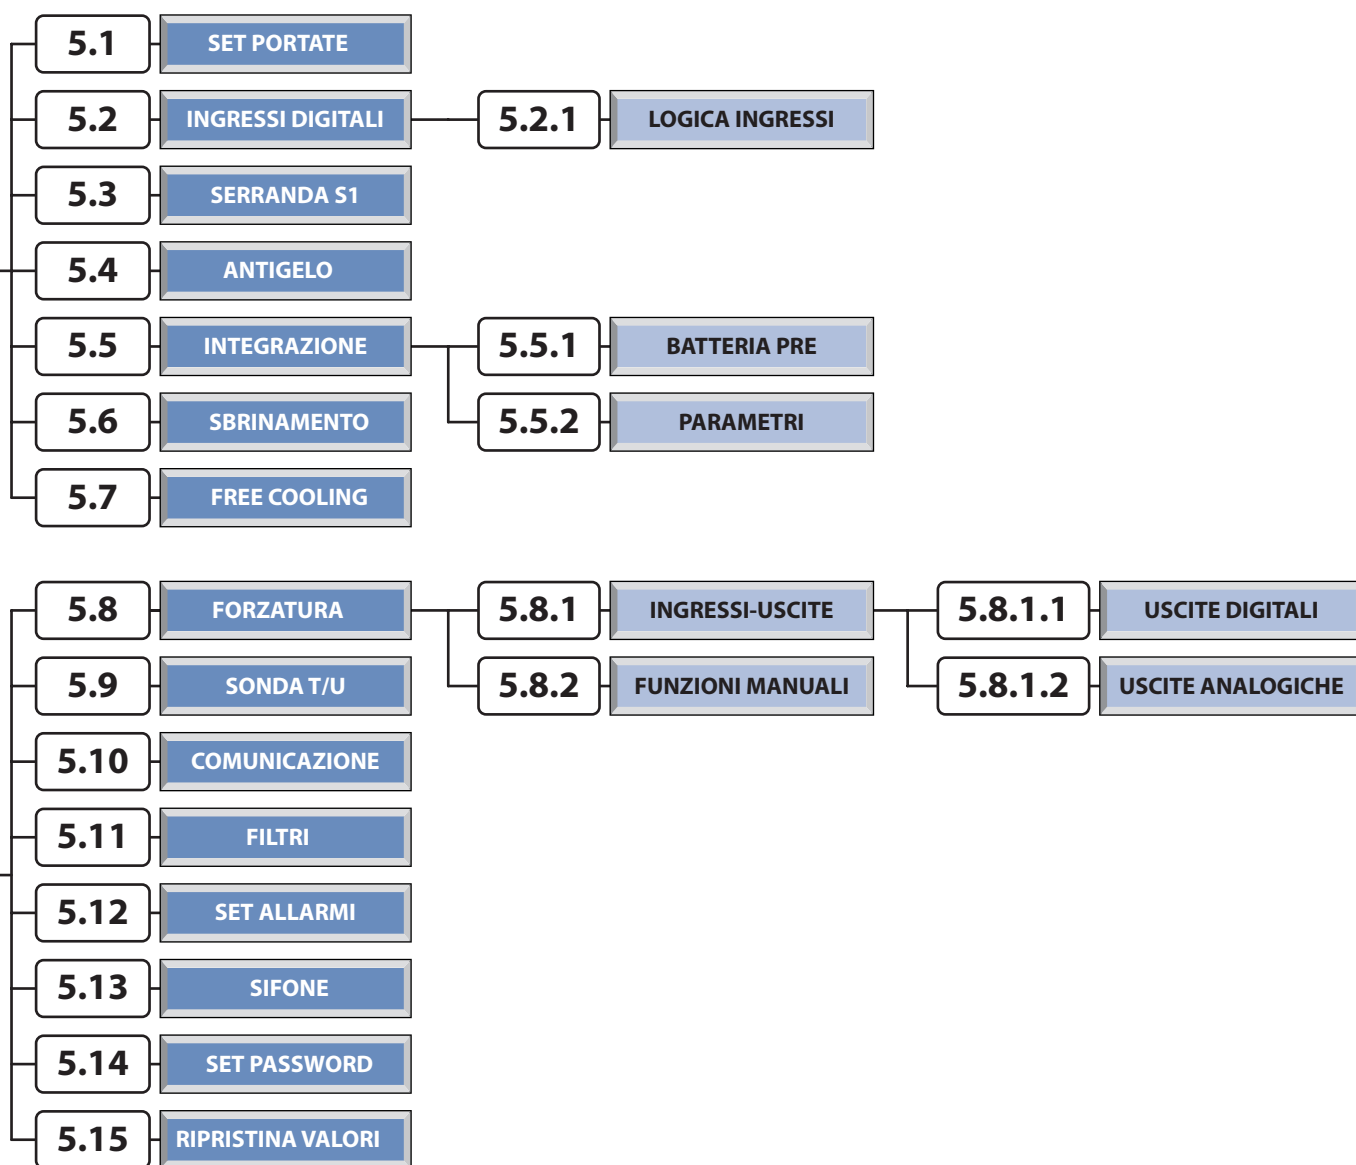 5.1 SET PORTATE
5.2 INGRESSI DIGITALI 5.2.1 LOGICA INGRESSI
5.3 SERRANDA S1
5.4 ANTIGELO
5.5 INTEGRAZIONE 5.5.1 BATTERIA PRE
5.6 SBRINAMENTO 5.5.2 PARAMETRI
5.7 FREE COOLING
5.8 FORZATURA 5.8.1 INGRESSI-USCITE 5.8.1.1 USCITE DIGITALI
5.9 SONDA T/U 5.8.2 FUNZIONI MANUALI 5.8.1.2 USCITE ANALOGICHE
5.10 COMUNICAZIONE
5.11 FILTRI
5.12 SET ALLARMI
5.13 SIFONE
5.14 SET PASSWORD
5.15 RIPRISTINA VALORI